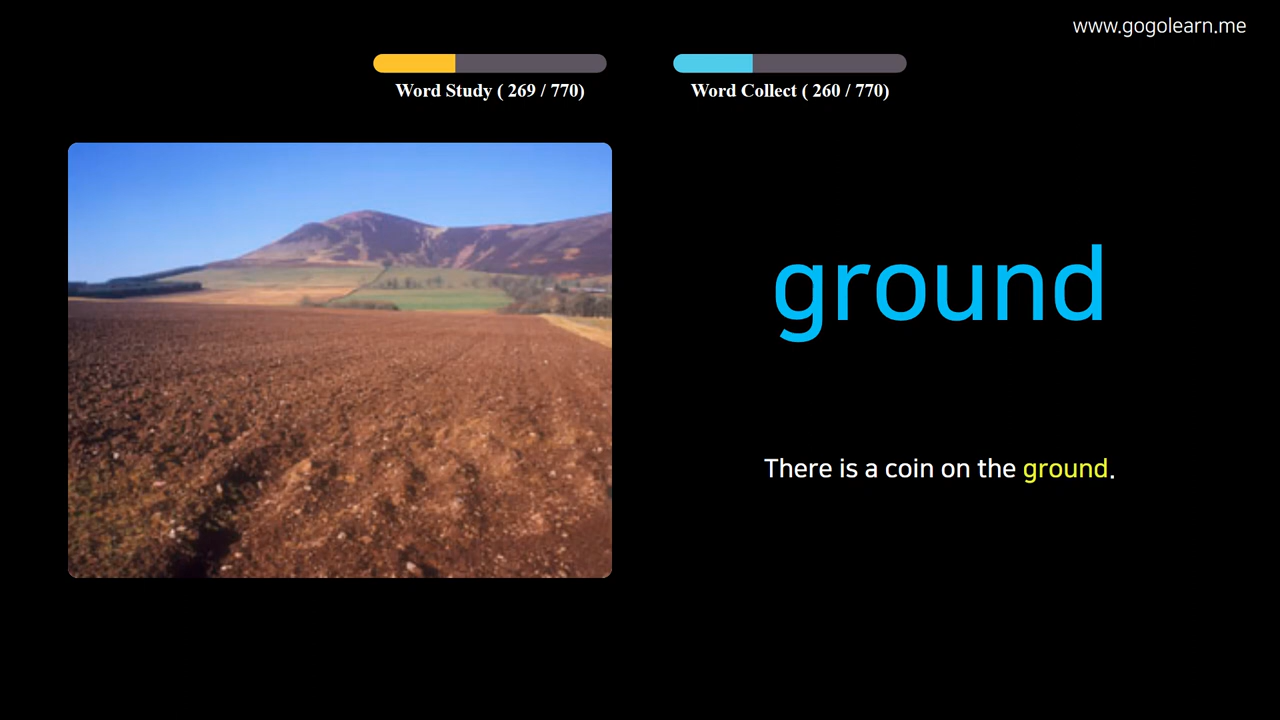 www.gogolearn.me
Word Study ( 269 / 770)
Word Collect ( 260 / 770)
ground
There is a coin on the ground.